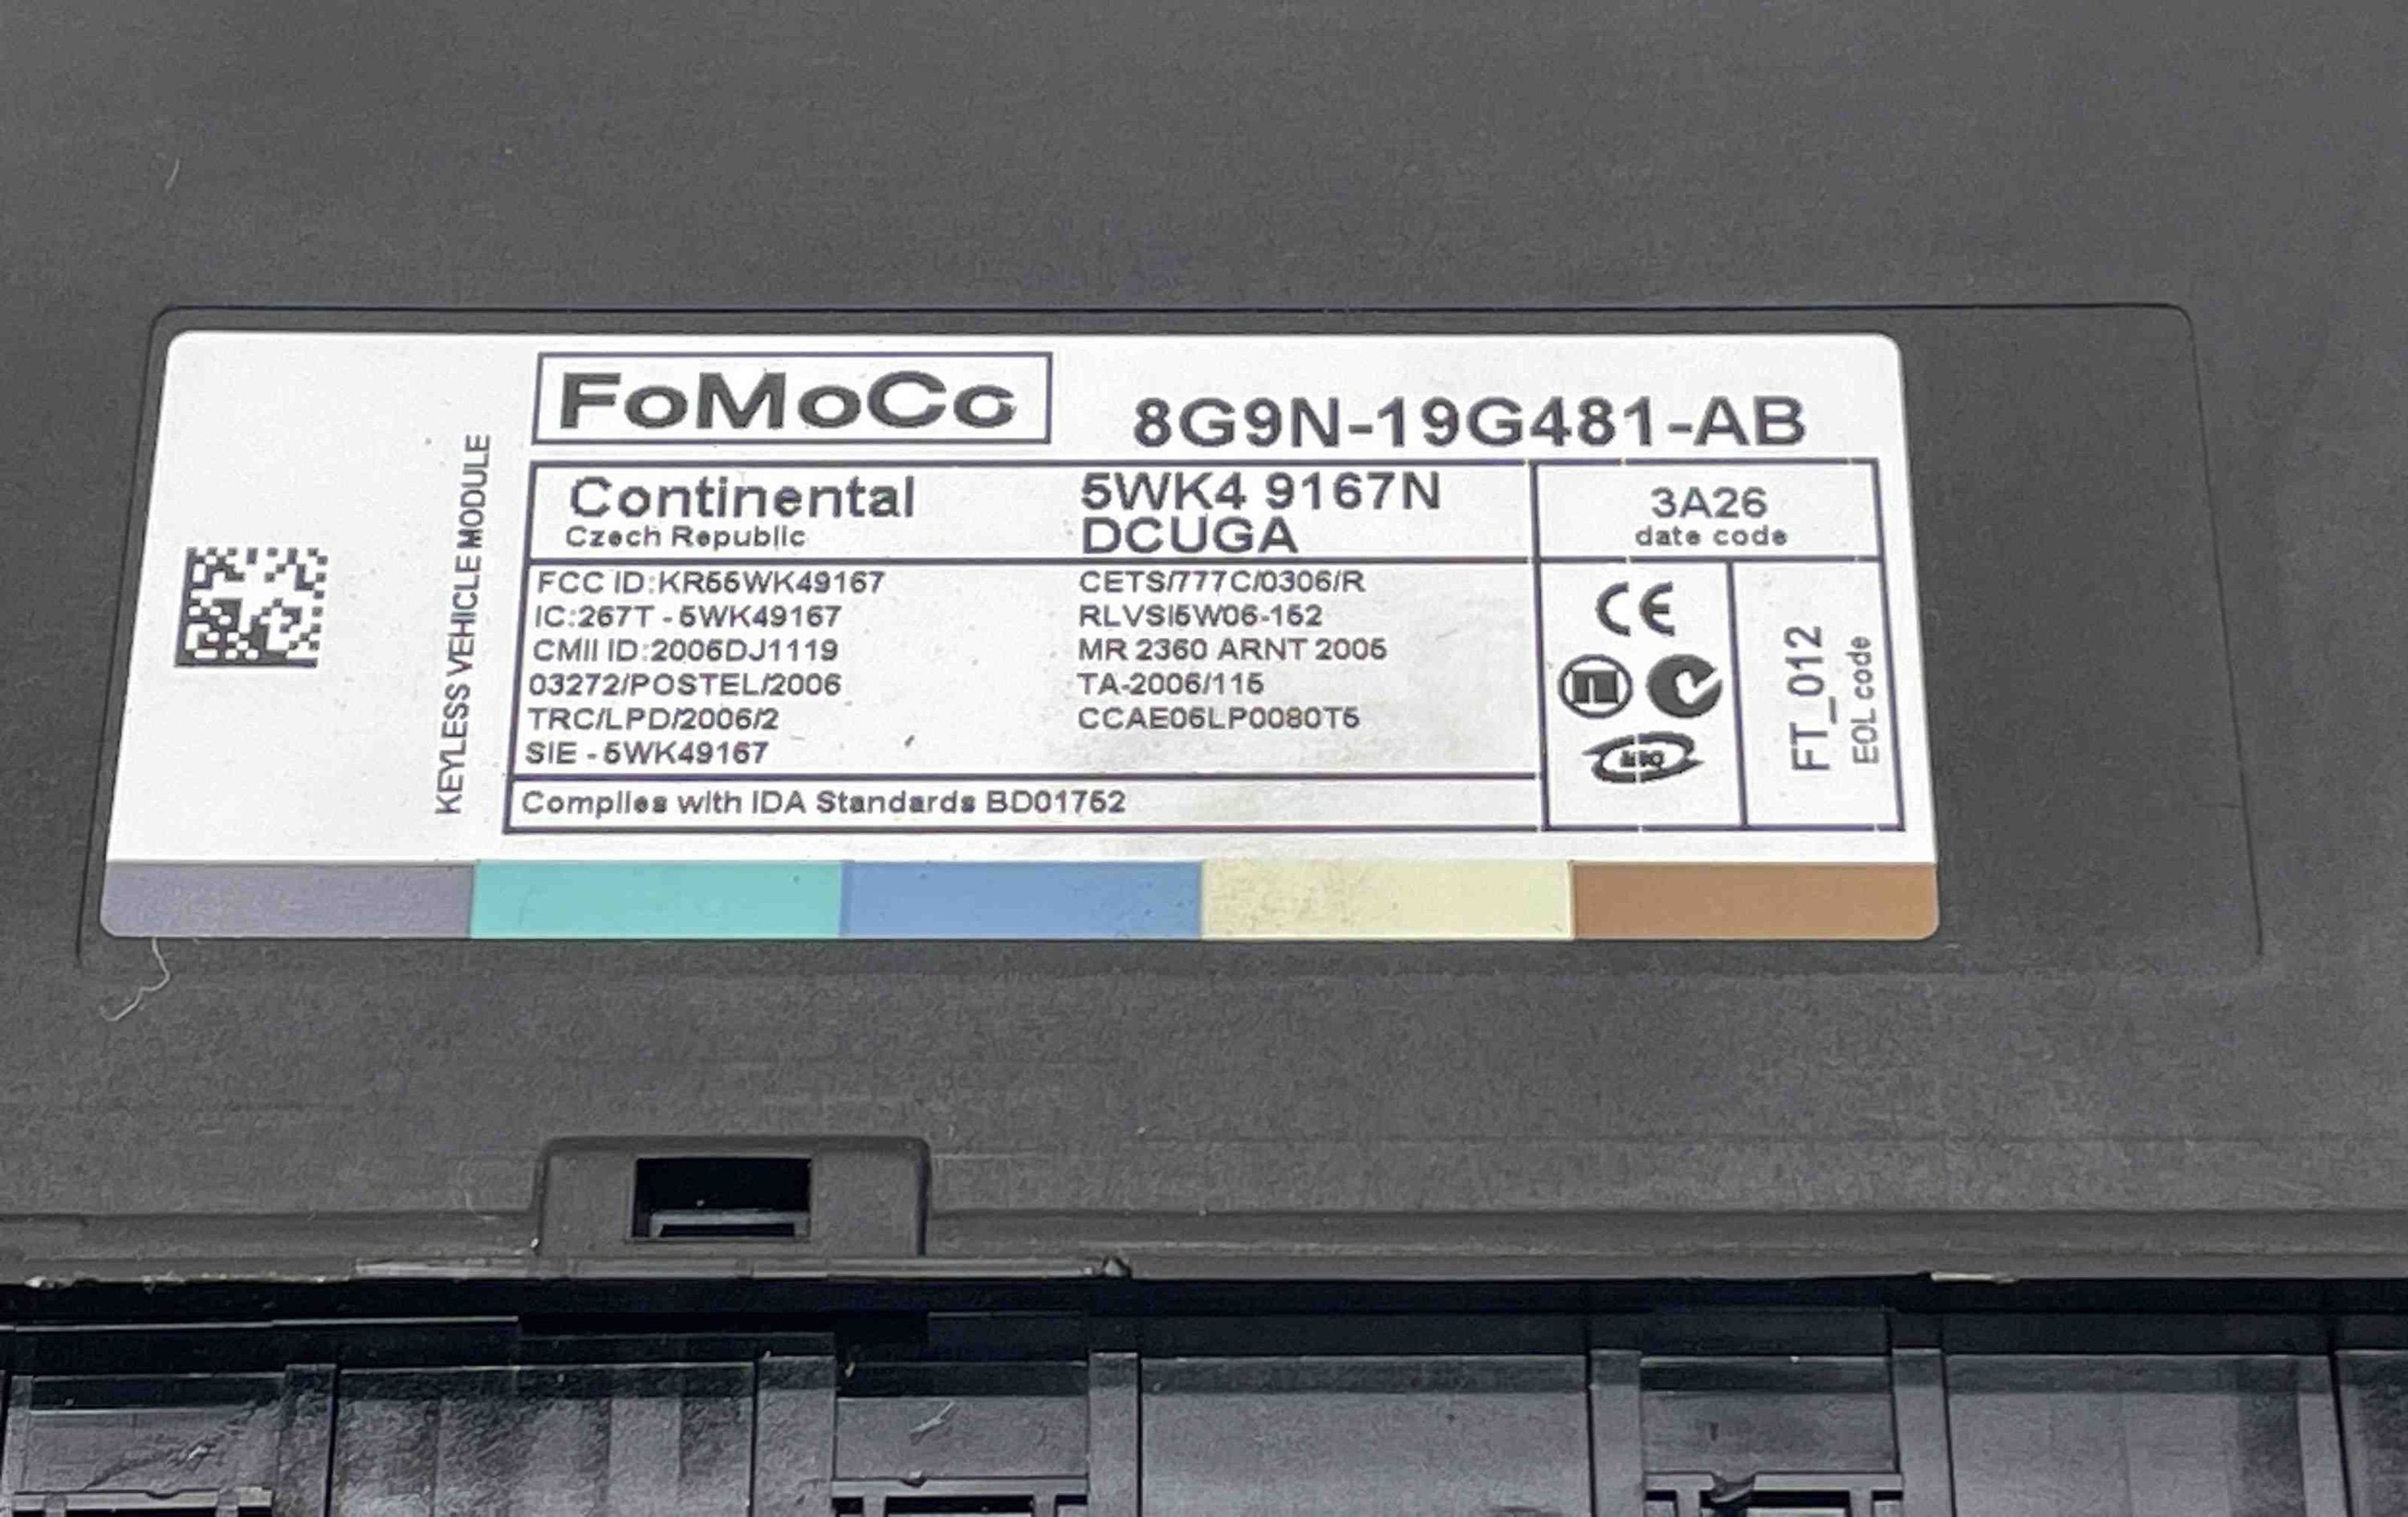 FoMoCo
8G9N-19G481-AB
KEYLESS VEHICLE MODULE
Continental
Czech Republic
5WK4 9167N
DCUGA
3A26
date code
FCC ID:KR55WK49167
IC:267T - 5WK49167
CMII ID:2006DJ1119
03272/POSTEL/2006
TRC/LPD/2006/2
SIE - 5WK49167
CETS/777C/0306/R
RLVSI5W06-152
MR 2360 ARNT 2006
TA-2006/115
CCAE06LP0080T5
CE
FT_012
EOL code
Complies with IDA Standards BD01752